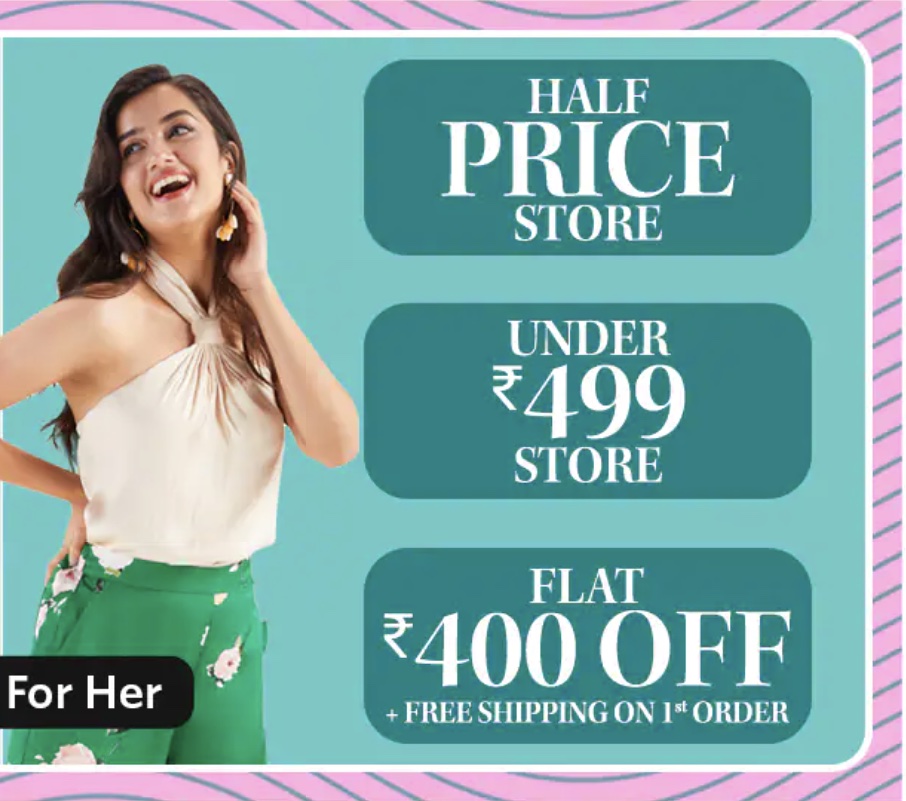 HALF
PRICE
STORE
UNDER
₹499
STORE
FLAT
₹400 OFF
+ FREE SHIPPING ON 1st ORDER
For Her